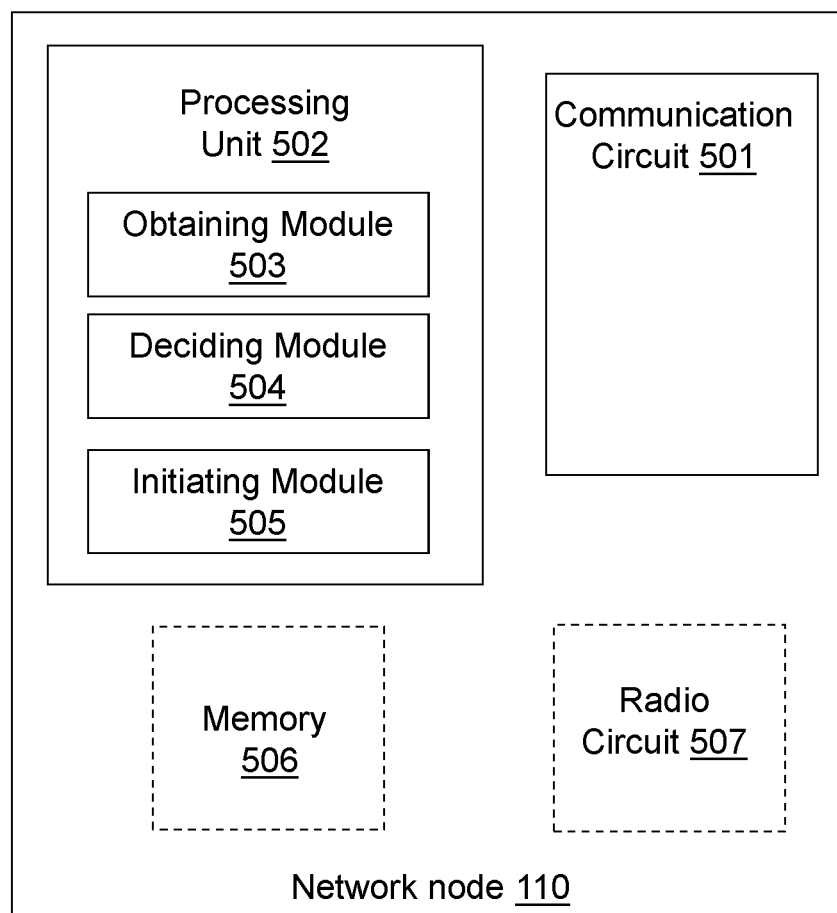 Processing
Unit 502
Communication
Circuit 501
Obtaining Module
503
Deciding Module
504
Initiating Module
505
Memory
506
Radio
Circuit 507
Network node 110